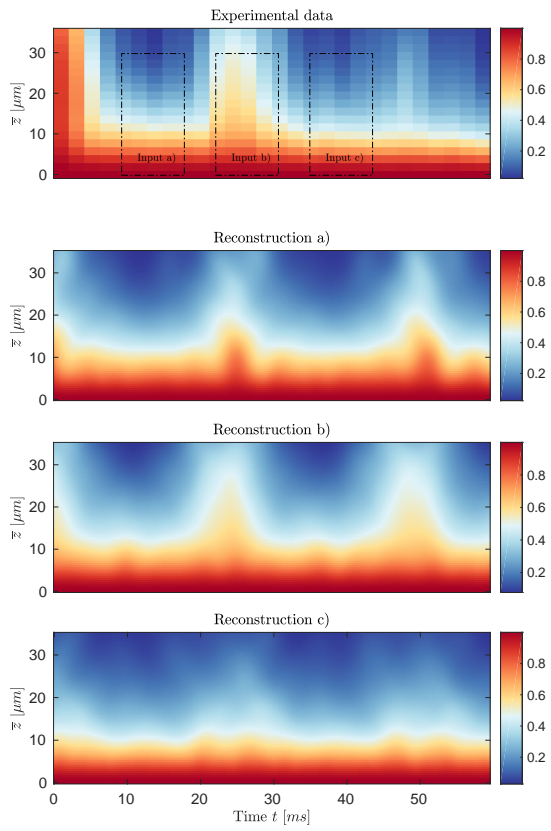 Experimental data
z̅ [μm]
30
20
10
0
Input a)
Input b)
Input c)
0.8
0.6
0.4
0.2
Reconstruction a)
z̅ [μm]
30
20
10
0
0.8
0.6
0.4
0.2
Reconstruction b)
z̅ [μm]
30
20
10
0
0.8
0.6
0.4
0.2
Reconstruction c)
z̅ [μm]
30
20
10
0
0.8
0.6
0.4
0.2
0 10 20 30 40 50
Time t [ms]